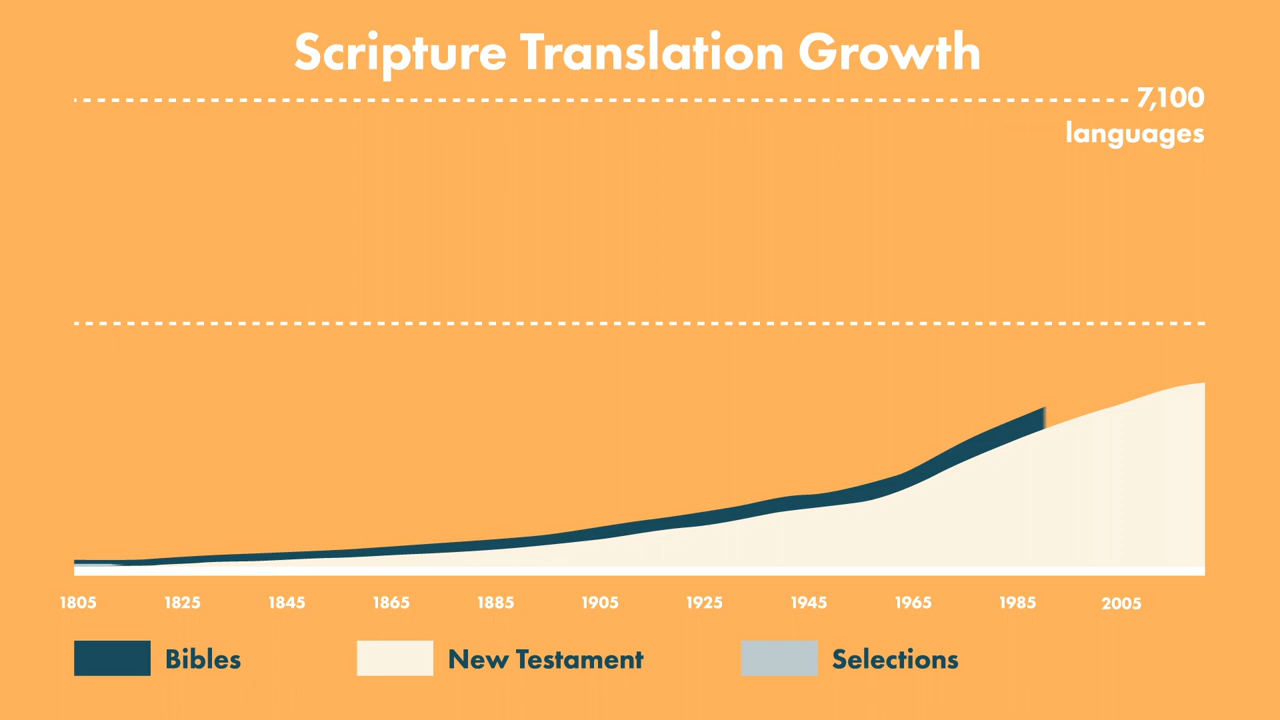 Scripture Translation Growth
7,100
languages
1805 1825 1845 1865 1885 1905 1925 1945 1965 1985 2005
Bibles New Testament Selections